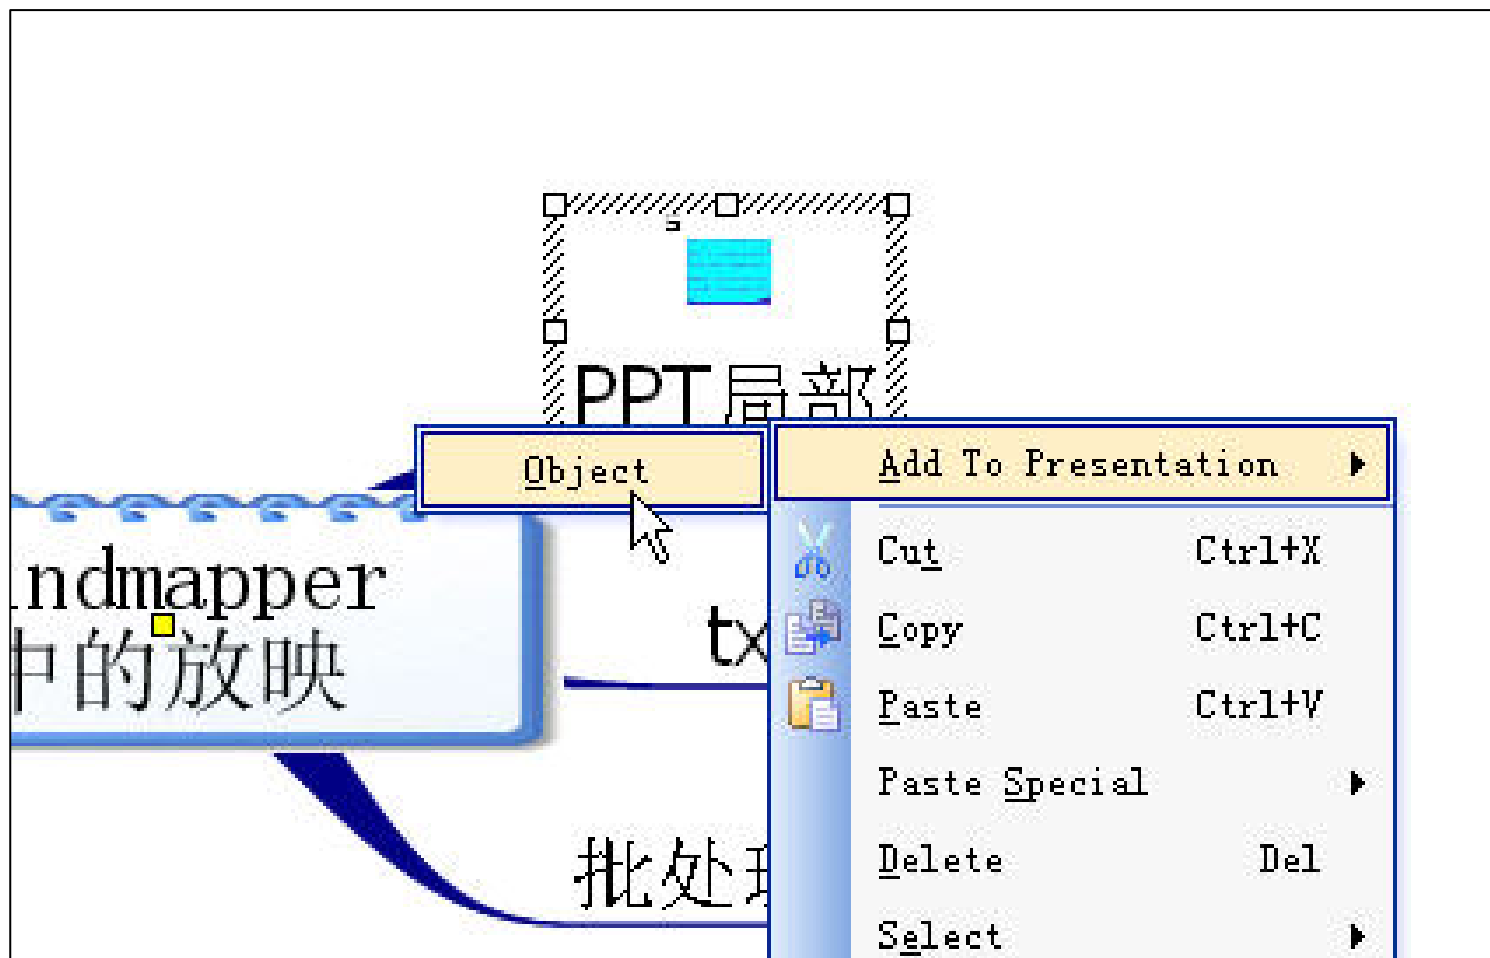 PPT局部
Object
Add To Presentation
Cut Ctrl+X
Copy Ctrl+C
Paste Ctrl+V
Paste Special
Delete Del
Select
ndmapper
中的放映
tx
批处